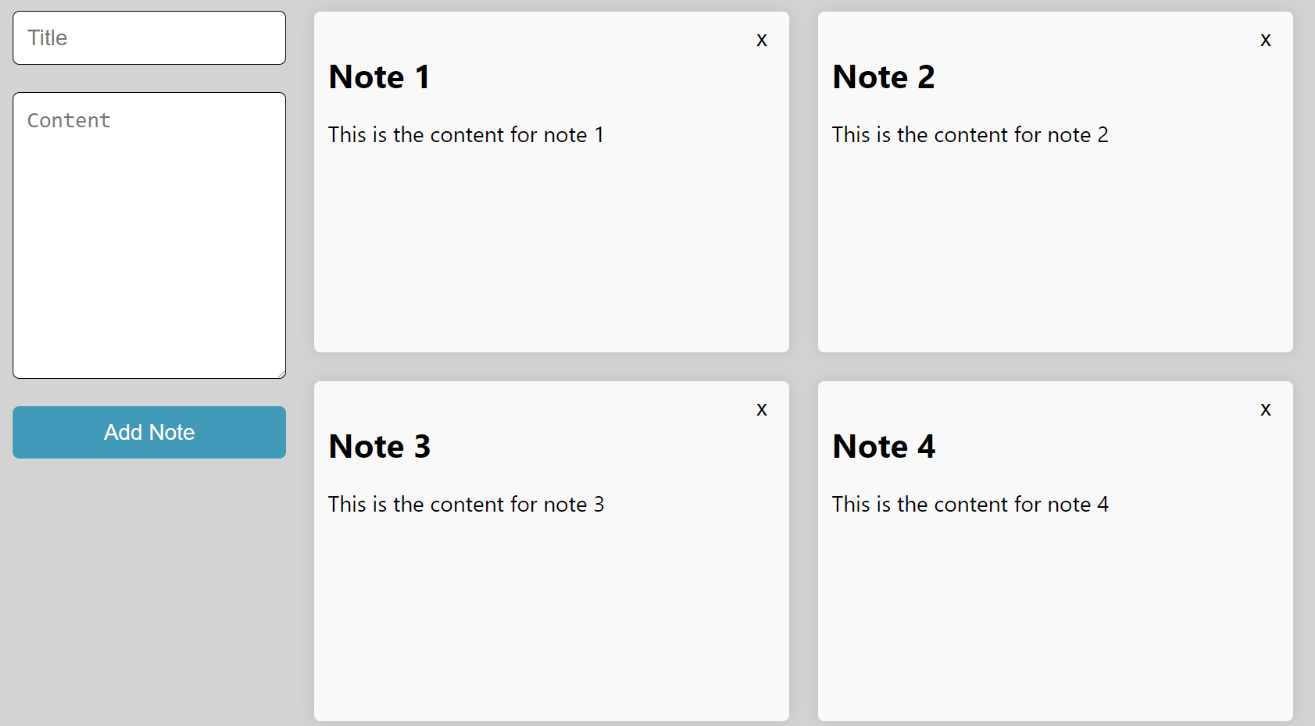 Title
Content
Add Note
x
Note 1
This is the content for note 1
x
Note 2
This is the content for note 2
x
Note 3
This is the content for note 3
x
Note 4
This is the content for note 4